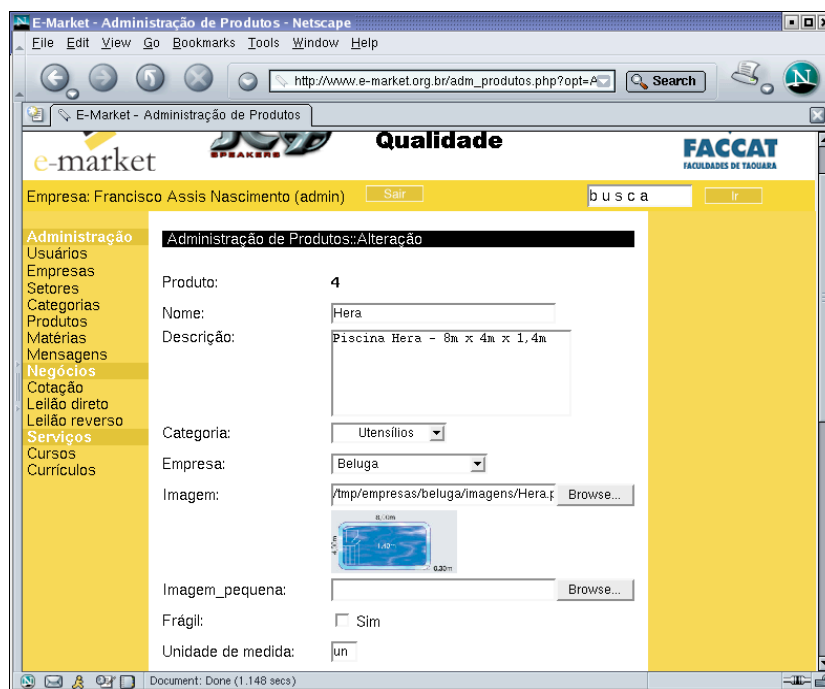 E-Market - Administração de Produtos - Netscape
File Edit View Go Bookmarks Tools Window Help
http://www.e-market.org.br/adm_produtos.php?opt=A
Search
N
E-Market - Administração de Produtos
e-market
SPEAKERS
Qualidade
FACCAT
FACULDADES DE TAQUARA
Empresa: Francisco Assis Nascimento (admin) Sair busca Ir
Administração
Usuários
Empresas
Setores
Categorias
Produtos
Matérias
Mensagens
Negócios
Cotação
Leilão direto
Leilão reverso
Serviços
Cursos
Currículos
Administração de Produtos::Alteração
Produto: 4
Nome: Hera
Descrição: Piscina Hera - 8m x 4m x 1,4m
Categoria: Utensílios
Empresa: Beluga
Imagem: /tmp/empresas/beluga/imagens/Hera.p Browse...
Imagem_pequena: Browse...
Frágil: Sim
Unidade de medida: un
Document: Done (1.148 secs)